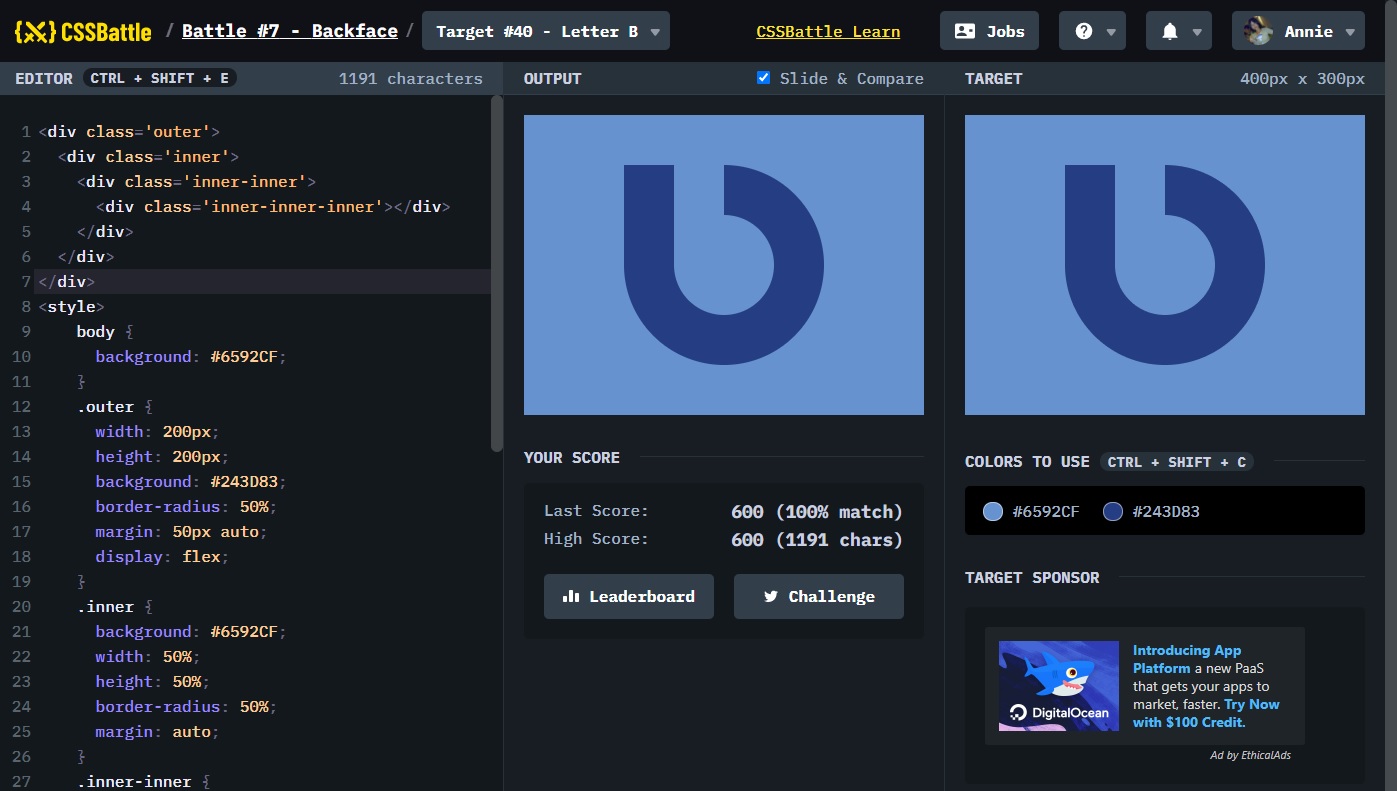 {X} CSSBattle / Battle #7 - Backface / Target #40 - Letter B
CSSBattle Learn
Jobs
Annie
EDITOR CTRL + SHIFT + E 1191 characters
1 <div class='outer'>
2 <div class='inner'>
3 <div class='inner-inner'>
4 <div class='inner-inner-inner'></div>
5 </div>
6 </div>
7 </div>
8 <style>
9 body {
10 background: #6592CF;
11 }
12 .outer {
13 width: 200px;
14 height: 200px;
15 background: #243D83;
16 border-radius: 50%;
17 margin: 50px auto;
18 display: flex;
19 }
20 .inner {
21 background: #6592CF;
22 width: 50%;
23 height: 50%;
24 border-radius: 50%;
25 margin: auto;
26 }
27 .inner-inner {
OUTPUT Slide & Compare
YOUR SCORE
Last Score: 600 (100% match)
High Score: 600 (1191 chars)
Leaderboard
Challenge
TARGET 400px x 300px
COLORS TO USE CTRL + SHIFT + C
#6592CF #243D83
TARGET SPONSOR
DigitalOcean
Introducing App
Platform a new PaaS
that gets your apps to
market, faster. Try Now
with $100 Credit.
Ad by EthicalAds